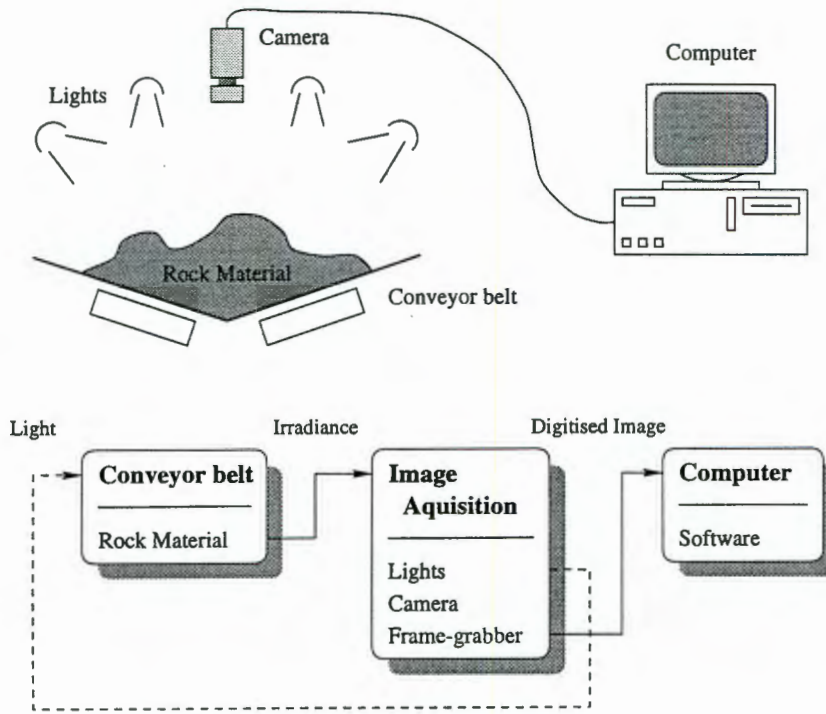 Camera
Computer
Lights
Rock Material
Conveyor belt
Light
Irradiance
Digitised Image
Conveyor belt
Rock Material
Image
Aquisition
Lights
Camera
Frame-grabber
Computer
Software